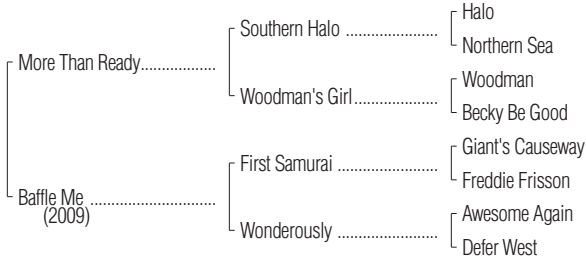 Halo
Southern Halo ....................
Northern Sea
More Than Ready.................
Woodman
Woodman's Girl..................
Becky Be Good
Giant's Causeway
First Samurai ......................
Freddie Frisson
Baffle Me ............................
(2009)
Awesome Again
Wonderously ......................
Defer West